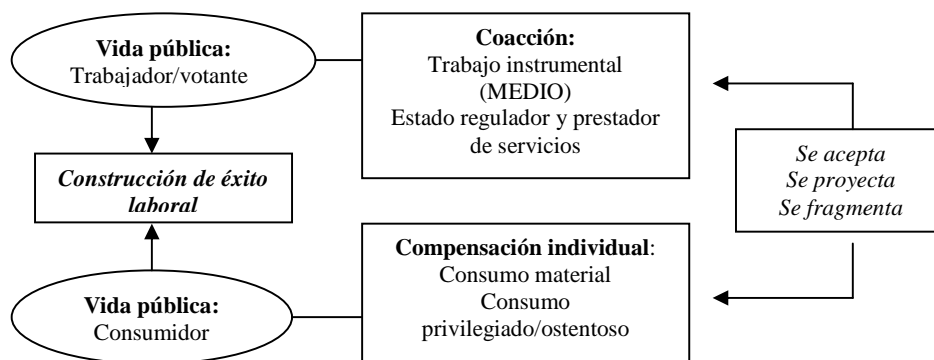 Vida pública:
Trabajador/votante
Coacción:
Trabajo instrumental
(MEDIO)
Estado regulador y prestador
de servicios
Construcción de éxito
laboral
Se acepta
Se proyecta
Se fragmenta
Compensación individual:
Consumo material
Consumo
privilegiado/ostentoso
Vida pública:
Consumidor